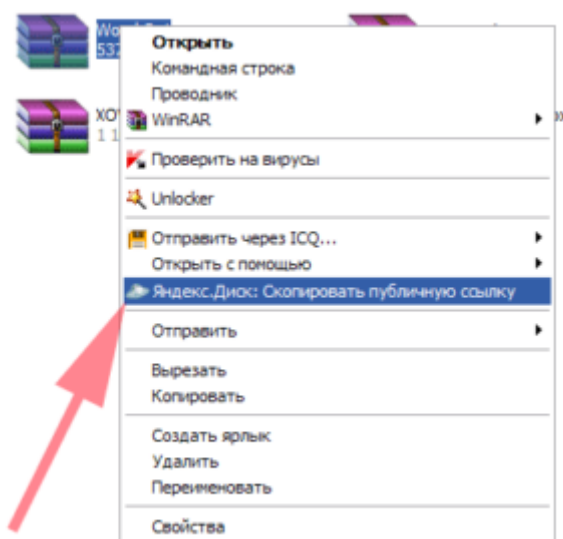 Открыть
Командная строка
Проводник
WinRAR
Проверить на вирусы
Unlocker
Отправить через ICQ...
Открыть с помощью
Яндекс.Диск: Скопировать публичную ссылку
Отправить
Вырезать
Копировать
Создать ярлык
Удалить
Переименовать
Свойства